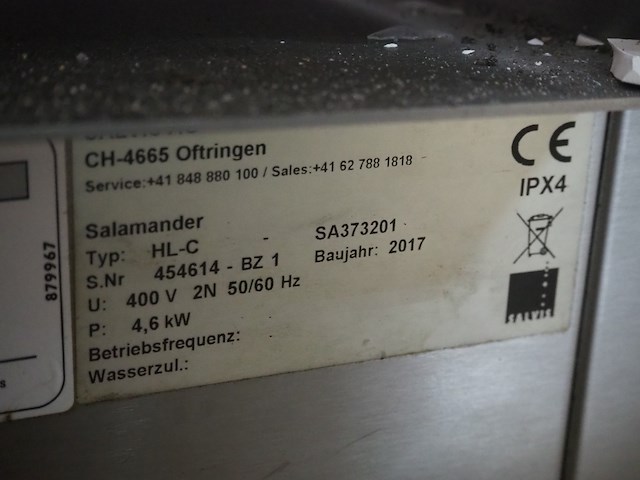 CH-4665 Oftringen
Service:+41 848 880 100 / Sales:+41 62 788 1818
CE
IPX4
Salamander
Typ: HL-C - SA373201
S.Nr 454614 - BZ 1 Baujahr: 2017
U: 400 V 2N 50/60 Hz
P: 4,6 kW
Betriebsfrequenz:
Wasserzul.:
SALVIS
879967